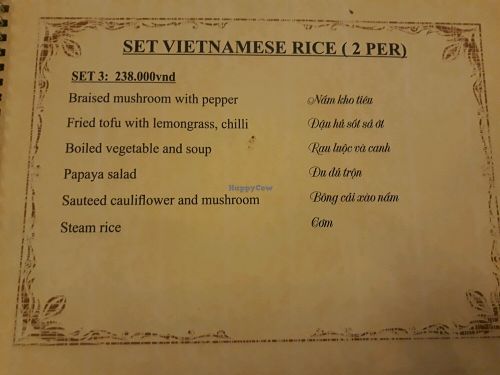 SET VIETNAMESE RICE ( 2 PER)
SET 3: 238.000vnd
Braised mushroom with pepper Nấm kho tiêu
Fried tofu with lemongrass, chilli Đậu hủ sốt sả ớt
Boiled vegetable and soup Rau luộc và canh
Papaya salad Đu đủ trộn
HappyCow
Sauteed cauliflower and mushroom Bông cải xào nấm
Steam rice Cơm